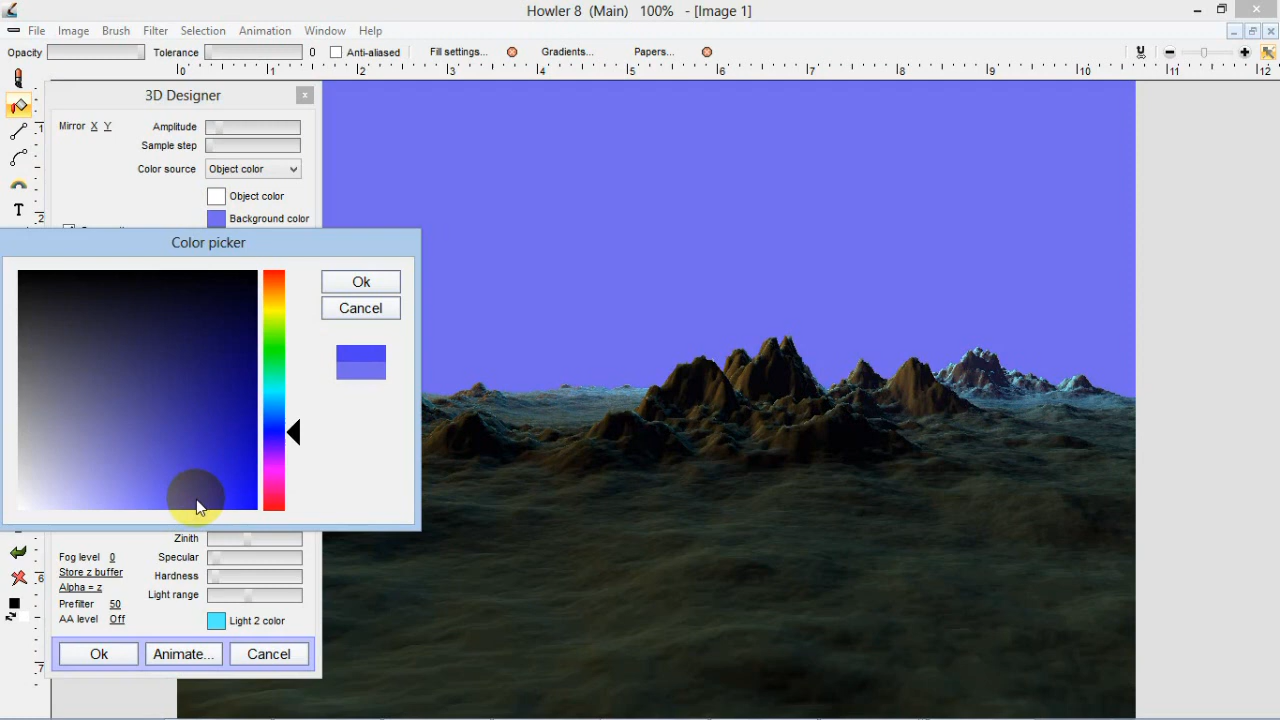 Howler 8 (Main) 100% - [Image 1]
File Image Brush Filter Selection Animation Window Help
Opacity Tolerance 0 Anti-aliased Fill settings... Gradients... Papers...
0 1 2 3 4 5 6 7 8 9 10 11 12
3D Designer
Mirror X Y Amplitude
Sample step
Color source Object color
Object color
Background color
Color picker
Ok
Cancel
Zinith
Fog level 0 Specular
Store z buffer Hardness
Alpha = z
Prefilter 50 Light range
AA level Off Light 2 color
Ok Animate... Cancel
T
1
2
6
7